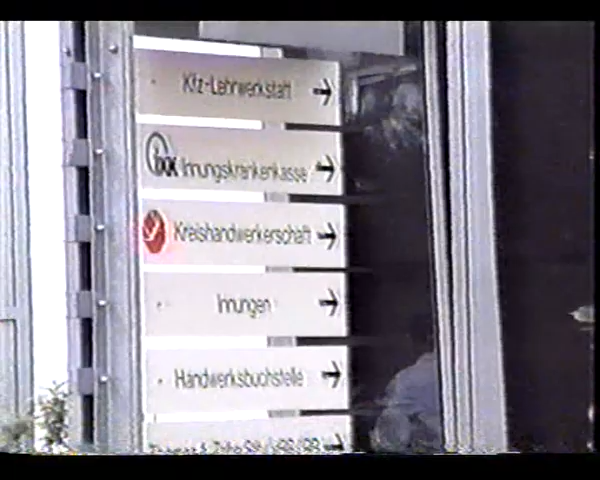 Kfz-Lehrwerkstatt
ikk Innungskrankenkasse
Kreishandwerkerschaft
Innungen
Handwerksbuchstelle